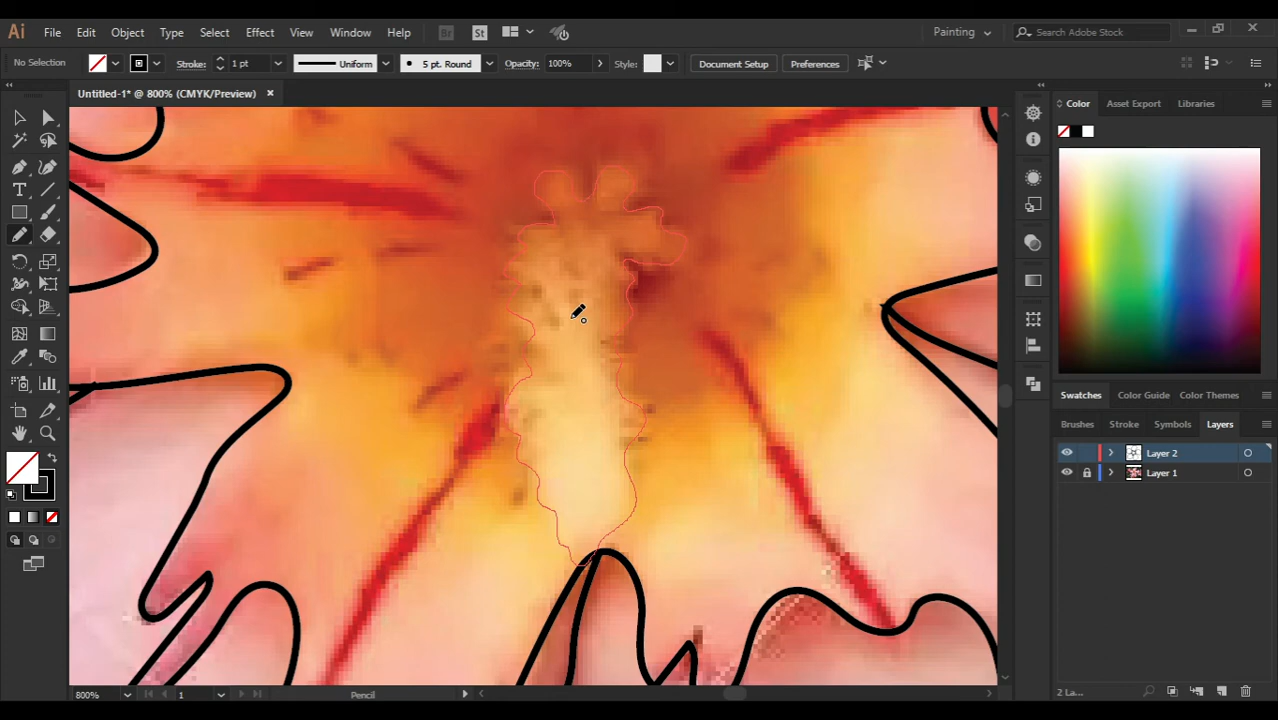 Ai File Edit Object Type Select Effect View Window Help Br St Painting Search Adobe Stock
No Selection Stroke: 1 pt Uniform 5 pt. Round Opacity: 100% Style: Document Setup Preferences
Untitled-1* @ 800% (CMYK/Preview)
Color Asset Export Libraries
Swatches Color Guide Color Themes
Brushes Stroke Symbols Layers
Layer 2
Layer 1
800% 1 Pencil 2 La...